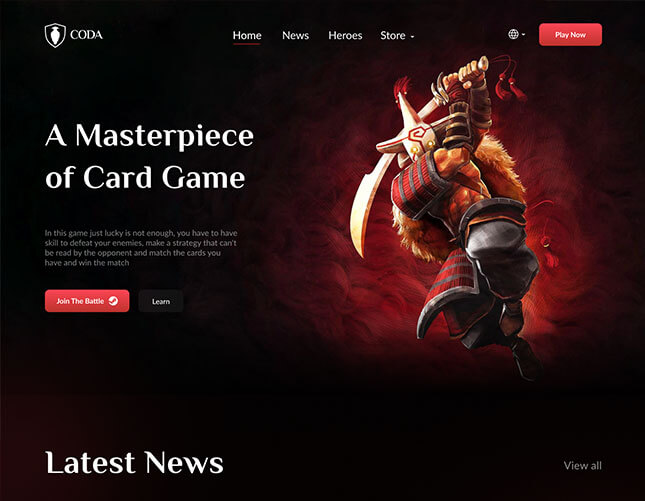 CODA
Home
News
Heroes
Store
Play Now
A Masterpiece
of Card Game
In this game just lucky is not enough, you have to have
skill to defeat your enemies, make a strategy that can't
be read by the opponent and match the cards you
have and win the match
Join The Battle
Learn
Latest News
View all